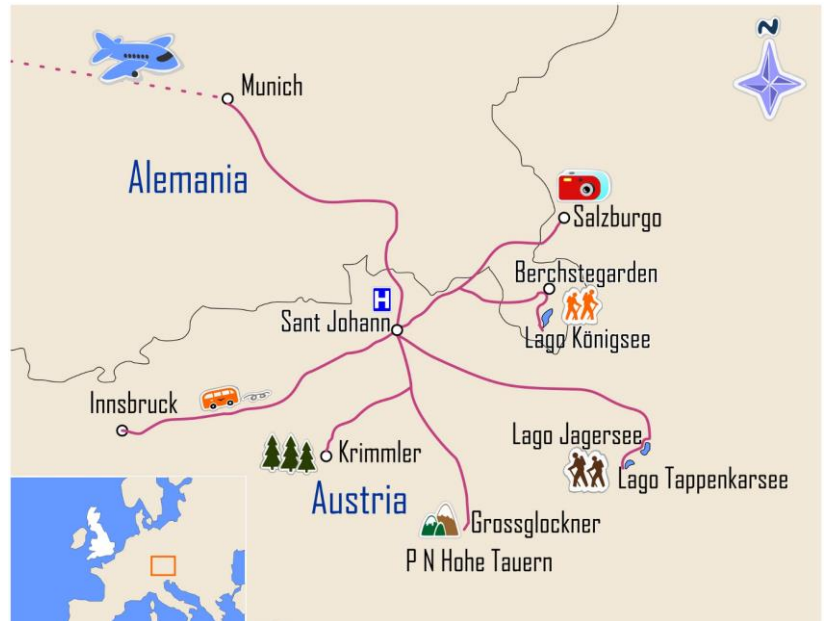 N
Munich
Alemania
Salzburgo
Berchstegarden
H
Sant Johann
Lago Königsee
Innsbruck
Lago Jagersee
Krimmler
Lago Tappenkarsee
Austria
Grossglockner
P N Hohe Tauern